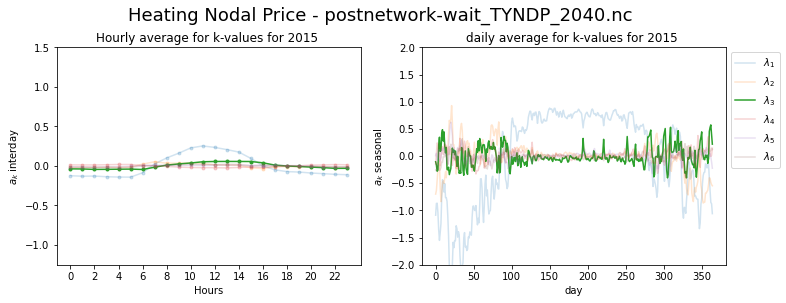 Heating Nodal Price - postnetwork-wait_TYNDP_2040.nc
Hourly average for k-values for 2015
1.5
1.0
0.5
0.0
−0.5
−1.0
a_k interday
0 2 4 6 8 10 12 14 16 18 20 22
Hours
daily average for k-values for 2015
2.0
1.5
1.0
0.5
0.0
−0.5
−1.0
−1.5
−2.0
a_k seasonal
0 50 100 150 200 250 300 350
day
λ₁
λ₂
λ₃
λ₄
λ₅
λ₆